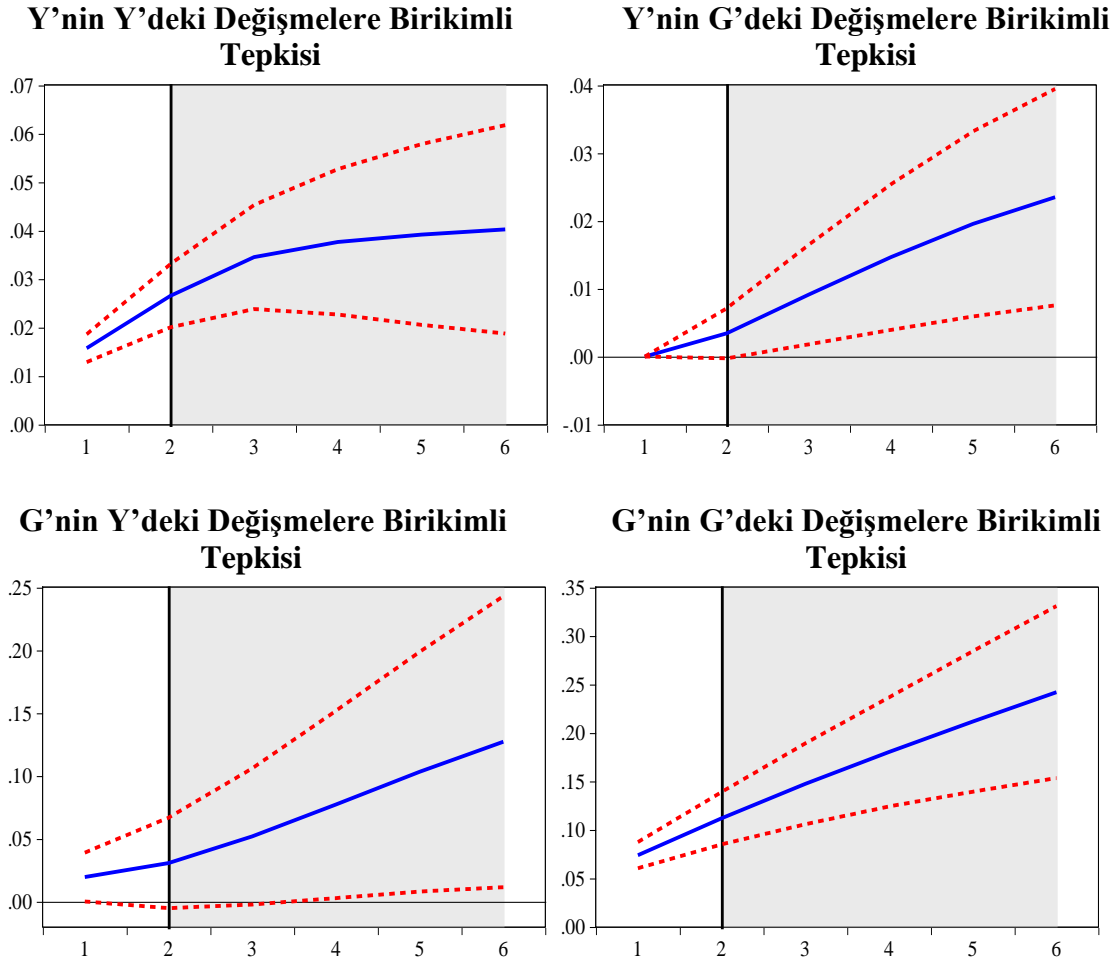 Y’nin Y’deki Değişmelere Birikimli
Tepkisi
.07
.06
.05
.04
.03
.02
.01
.00
1 2 3 4 5 6
Y’nin G’deki Değişmelere Birikimli
Tepkisi
.04
.03
.02
.01
.00
-.01
1 2 3 4 5 6
G’nin Y’deki Değişmelere Birikimli
Tepkisi
.25
.20
.15
.10
.05
.00
1 2 3 4 5 6
G’nin G’deki Değişmelere Birikimli
Tepkisi
.35
.30
.25
.20
.15
.10
.05
.00
1 2 3 4 5 6